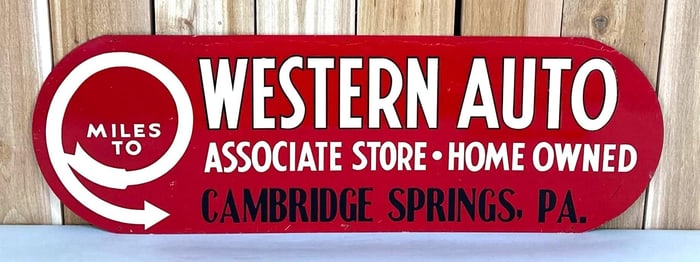 MILES
TO
WESTERN AUTO
ASSOCIATE STORE • HOME OWNED
CAMBRIDGE SPRINGS, PA.